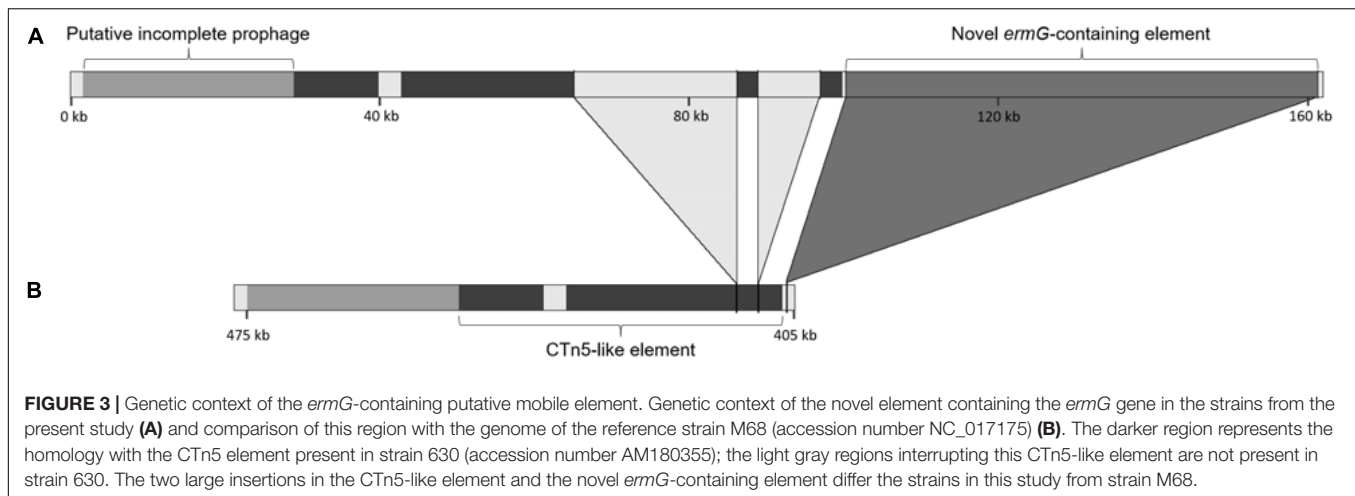 A
Putative incomplete prophage
Novel ermG-containing element
0 kb
40 kb
80 kb
120 kb
160 kb
B
475 kb
405 kb
CTn5-like element
FIGURE 3 | Genetic context of the ermG-containing putative mobile element. Genetic context of the novel element containing the ermG gene in the strains from the
present study (A) and comparison of this region with the genome of the reference strain M68 (accession number NC_017175) (B). The darker region represents the
homology with the CTn5 element present in strain 630 (accession number AM180355); the light gray regions interrupting this CTn5-like element are not present in
strain 630. The two large insertions in the CTn5-like element and the novel ermG-containing element differ the strains in this study from strain M68.